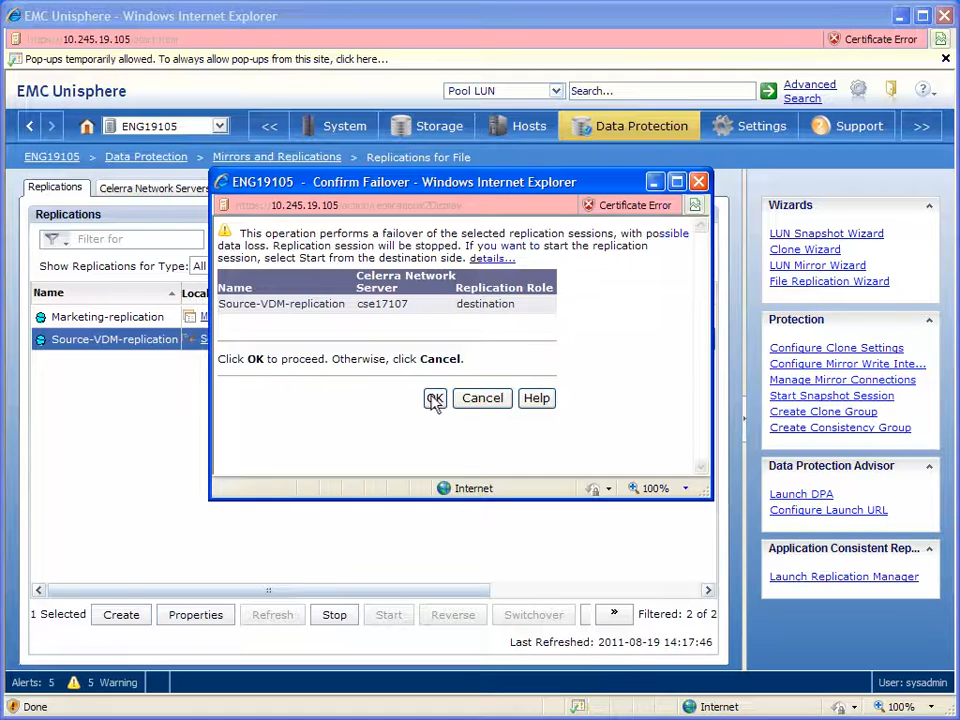 EMC Unisphere - Windows Internet Explorer
10.245.19.105
Certificate Error
Pop-ups temporarily allowed. To always allow pop-ups from this site, click here...
EMC Unisphere
Pool LUN
Search...
Advanced Search
ENG19105
<<
System
Storage
Hosts
Data Protection
Settings
Support
>>
ENG19105 > Data Protection > Mirrors and Replications > Replications for File
Replications
Celerra Network Servers
Replications
Filter for
Show Replications for Type: All
Name
Local
Marketing-replication
M
Source-VDM-replication
S
ENG19105 - Confirm Failover - Windows Internet Explorer
10.245.19.105
Certificate Error
This operation performs a failover of the selected replication sessions, with possible
data loss. Replication session will be stopped. If you want to start the replication
session, select Start from the destination side. details...
Name
Celerra Network Server
Replication Role
Source-VDM-replication cse17107 destination
Click OK to proceed. Otherwise, click Cancel.
OK
Cancel
Help
Internet
100%
Wizards
LUN Snapshot Wizard
Clone Wizard
LUN Mirror Wizard
File Replication Wizard
Protection
Configure Clone Settings
Configure Mirror Write Inte...
Manage Mirror Connections
Start Snapshot Session
Create Clone Group
Create Consistency Group
Data Protection Advisor
Launch DPA
Configure Launch URL
Application Consistent Rep...
Launch Replication Manager
1 Selected
Create
Properties
Refresh
Stop
Start
Reverse
Switchover
»
Filtered: 2 of 2
Last Refreshed: 2011-08-19 14:17:46
Alerts: 5
5 Warning
User: sysadmin
Done
Internet
100%